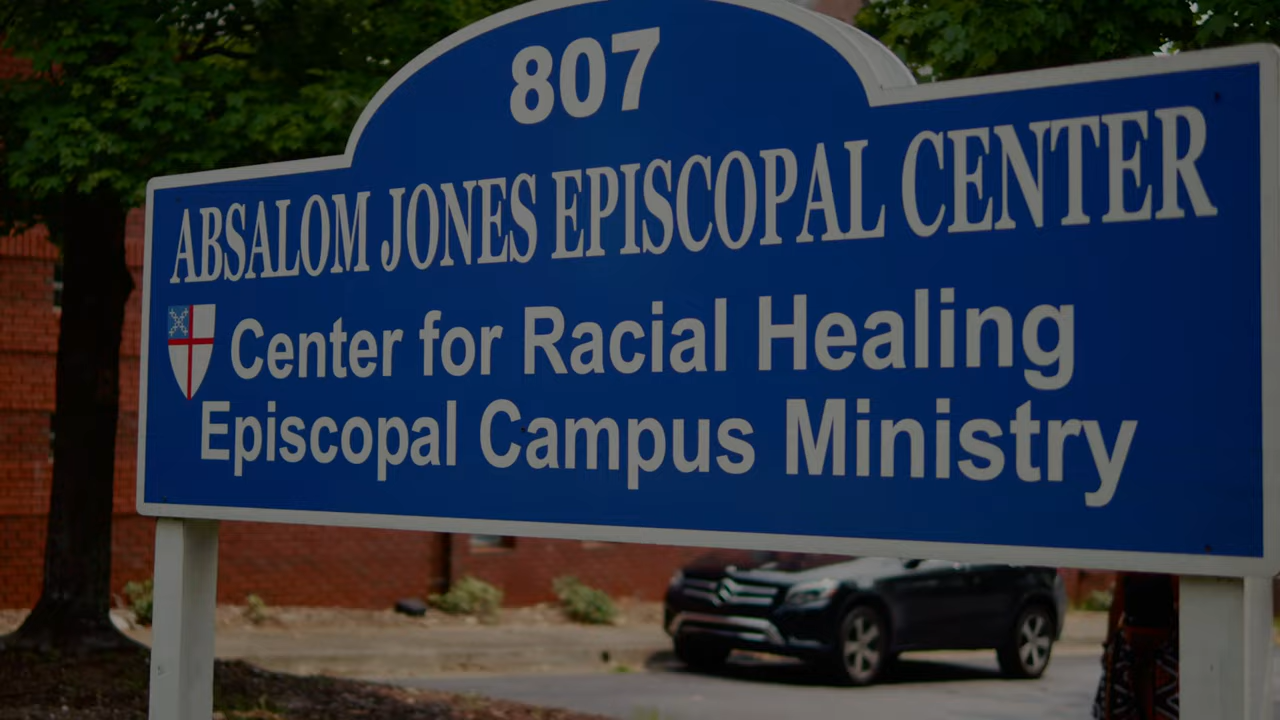 807
ABSALOM JONES EPISCOPAL CENTER
Center for Racial Healing
Episcopal Campus Ministry